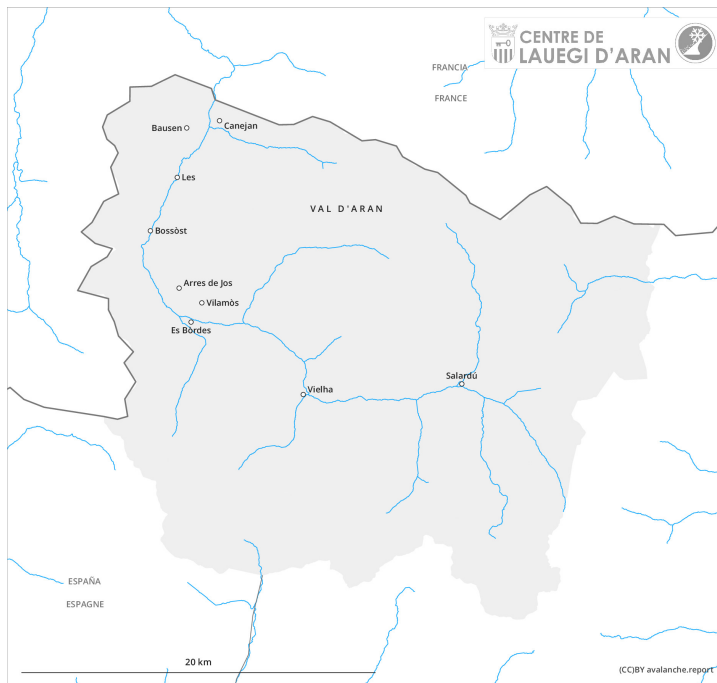 CENTRE DE
LAUEGI D'ARAN
FRANCIA
FRANCE
Bausen
Canejan
Les
VAL D'ARAN
Bossòst
Arres de Jos
Vilamòs
Es Bòrdes
Salardú
Vielha
ESPAÑA
ESPAGNE
20 km
(CC)BY avalanche.report